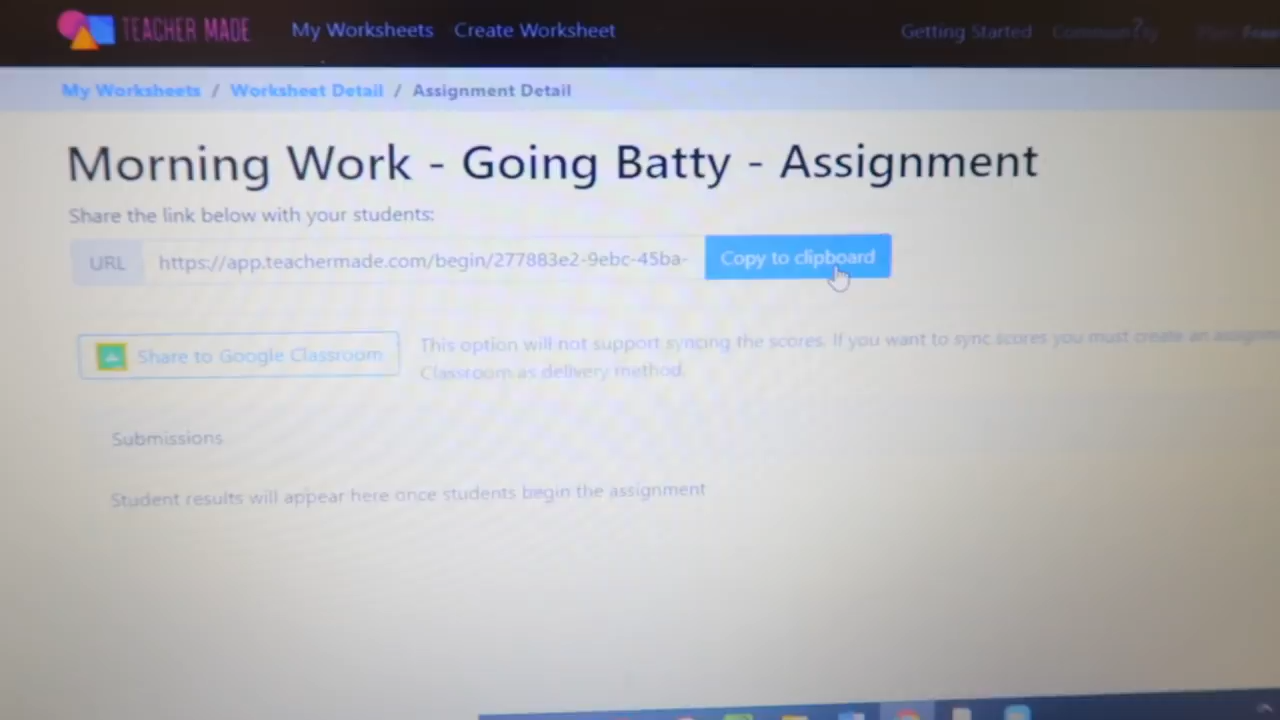 TEACHER MADE My Worksheets Create Worksheet Getting Started Community Free
My Worksheets / Worksheet Detail / Assignment Detail
Morning Work - Going Batty - Assignment
Share the link below with your students:
URL https://app.teachermade.com/begin/277883e2-9ebc-45ba- Copy to clipboard
Share to Google Classroom
This option will not support syncing the scores. If you want to sync scores you must create an assignm
Classroom as delivery method.
Submissions
Student results will appear here once students begin the assignment